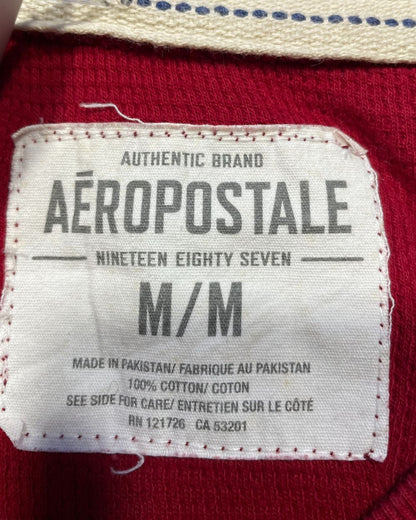 AUTHENTIC BRAND
AÉROPOSTALE
NINETEEN EIGHTY SEVEN
M/M
MADE IN PAKISTAN/ FABRIQUE AU PAKISTAN
100% COTTON/ COTON
SEE SIDE FOR CARE/ ENTRETIEN SUR LE CÔTÉ
RN 121726 CA 53201